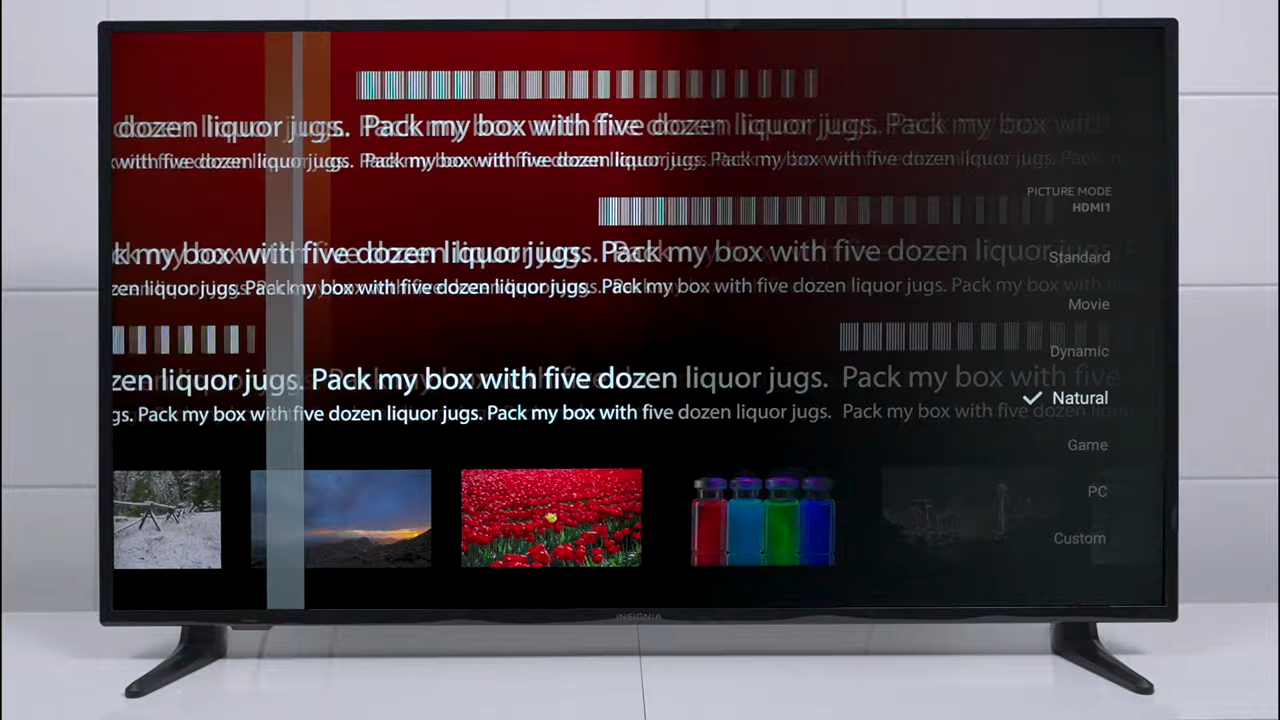 dozen liquor jugs. Pack my box with five dozen liquor jugs. Pack my box with
with five dozen liquor jugs. Pack my box with five dozen liquor jugs. Pack my box with five dozen liquor jugs. Pack m
PICTURE MODE
HDMI1
k my box with five dozen liquor jugs. Pack my box with five dozen liquor jugs.
Standard
zen liquor jugs. Pack my box with five dozen liquor jugs. Pack my box with five dozen liquor jugs. Pack my box with
Movie
Dynamic
zen liquor jugs. Pack my box with five dozen liquor jugs. Pack my box with five
Natural
gs. Pack my box with five dozen liquor jugs. Pack my box with five dozen liquor jugs. Pack my box with five dozen liquor
Game
PC
Custom
INSIGNIA